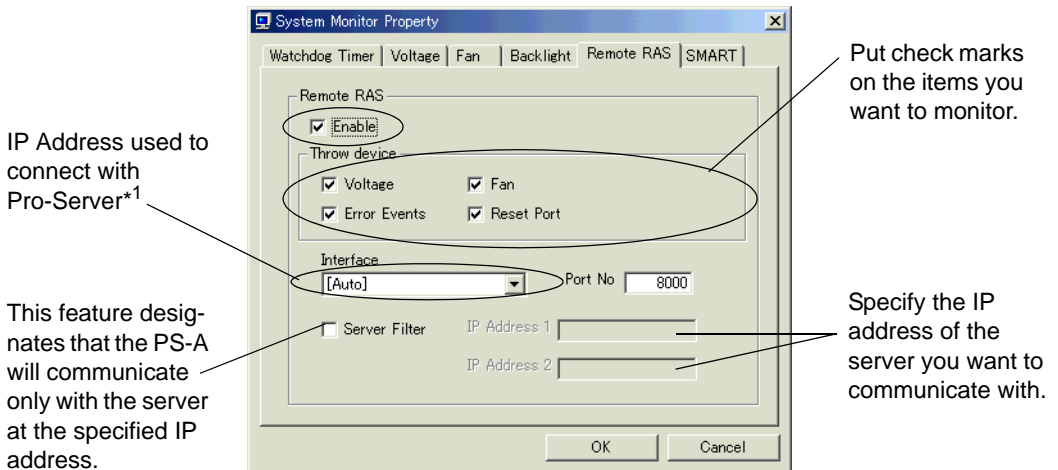 System Monitor Property
Watchdog Timer Voltage Fan Backlight Remote RAS SMART
Remote RAS
Enable
Throw device
Voltage Fan
Error Events Reset Port
Interface
[Auto] Port No 8000
Server Filter IP Address 1
IP Address 2
OK Cancel
IP Address used to
connect with
Pro-Server*1
This feature desig-
nates that the PS-A
will communicate
only with the server
at the specified IP
address.
Put check marks
on the items you
want to monitor.
Specify the IP
address of the
server you want to
communicate with.